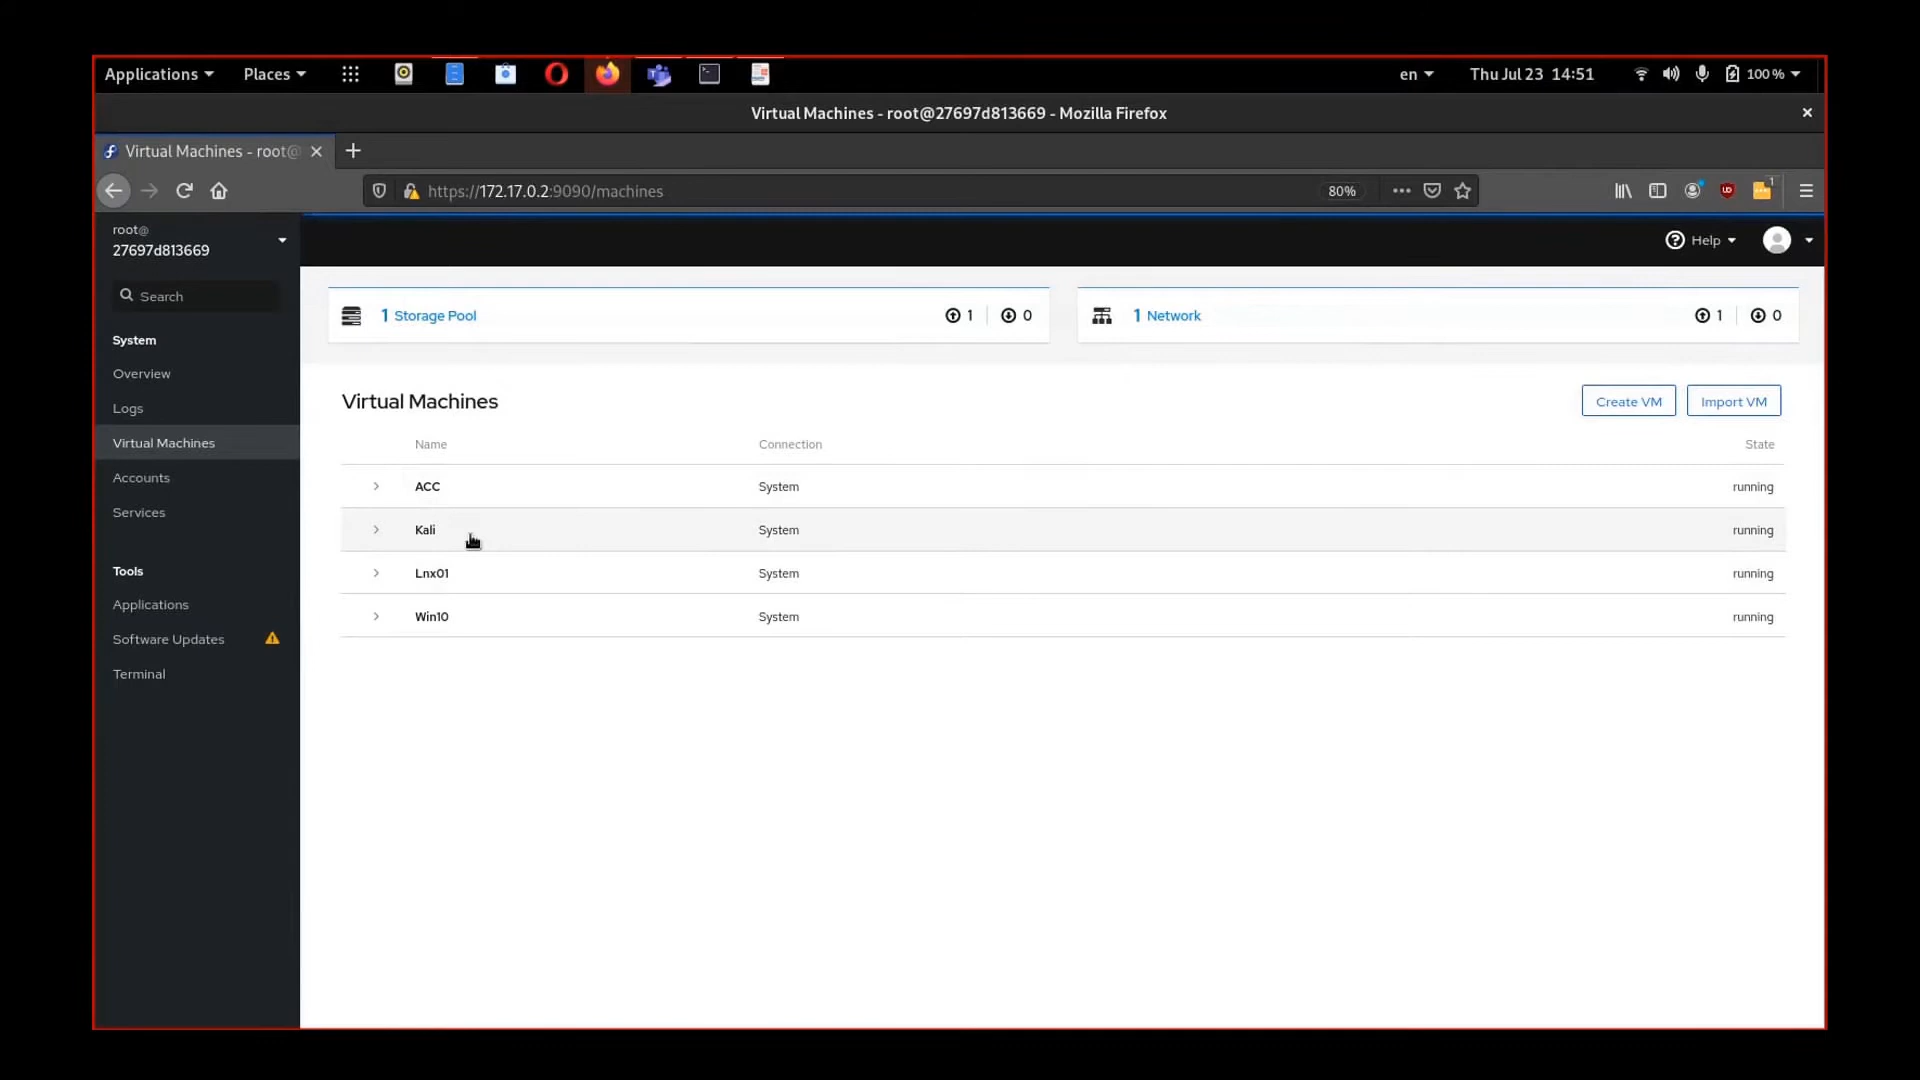 Applications Places en Thu Jul 23 14:51 100 %
Virtual Machines - root@27697d813669 - Mozilla Firefox
Virtual Machines - root@
https://172.17.0.2:9090/machines 80% 1
root@
27697d813669
Help
Search
1 Storage Pool 1 0
1 Network 1 0
System
Overview
Logs
Virtual Machines
Accounts
Services
Tools
Applications
Software Updates
Terminal
Virtual Machines
Create VM Import VM
Name Connection State
ACC System running
Kali System running
Lnx01 System running
Win10 System running